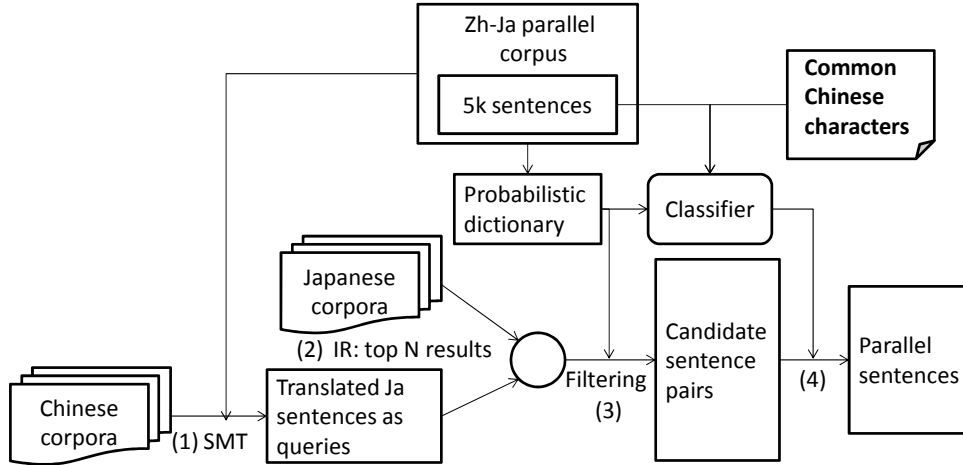 Zh-Ja parallel
corpus
5k sentences
Common
Chinese
characters
Probabilistic
dictionary
Classifier
Japanese
corpora
(2) IR: top N results
Translated Ja
sentences as
queries
Chinese
corpora
(1) SMT
Filtering
(3)
Candidate
sentence
pairs
(4)
Parallel
sentences